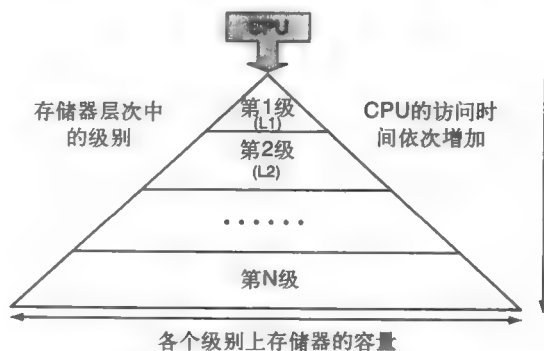 CPU
存储器层次中
的级别
第1级
(L1)
CPU的访问时
间依次增加
第2级
(L2)
······
第N级
各个级别上存储器的容量